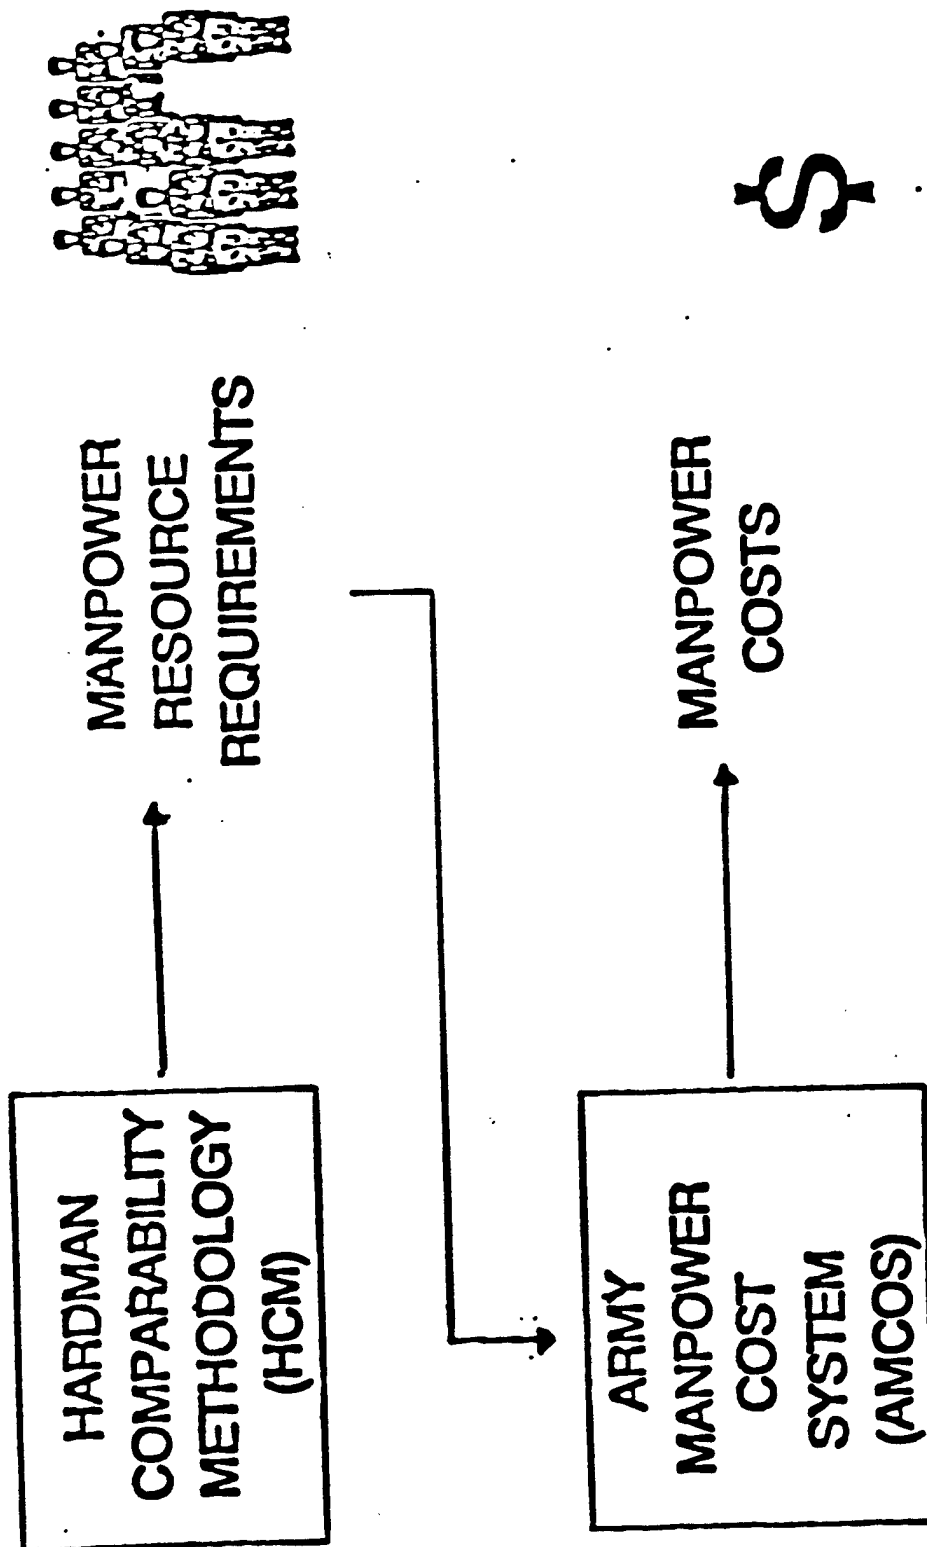 HARDMAN
COMPARABILITY
METHODOLOGY
(HCM)
MANPOWER
RESOURCE
REQUIREMENTS
ARMY
MANPOWER
COST
SYSTEM
(AMCOS)
MANPOWER
COSTS
$